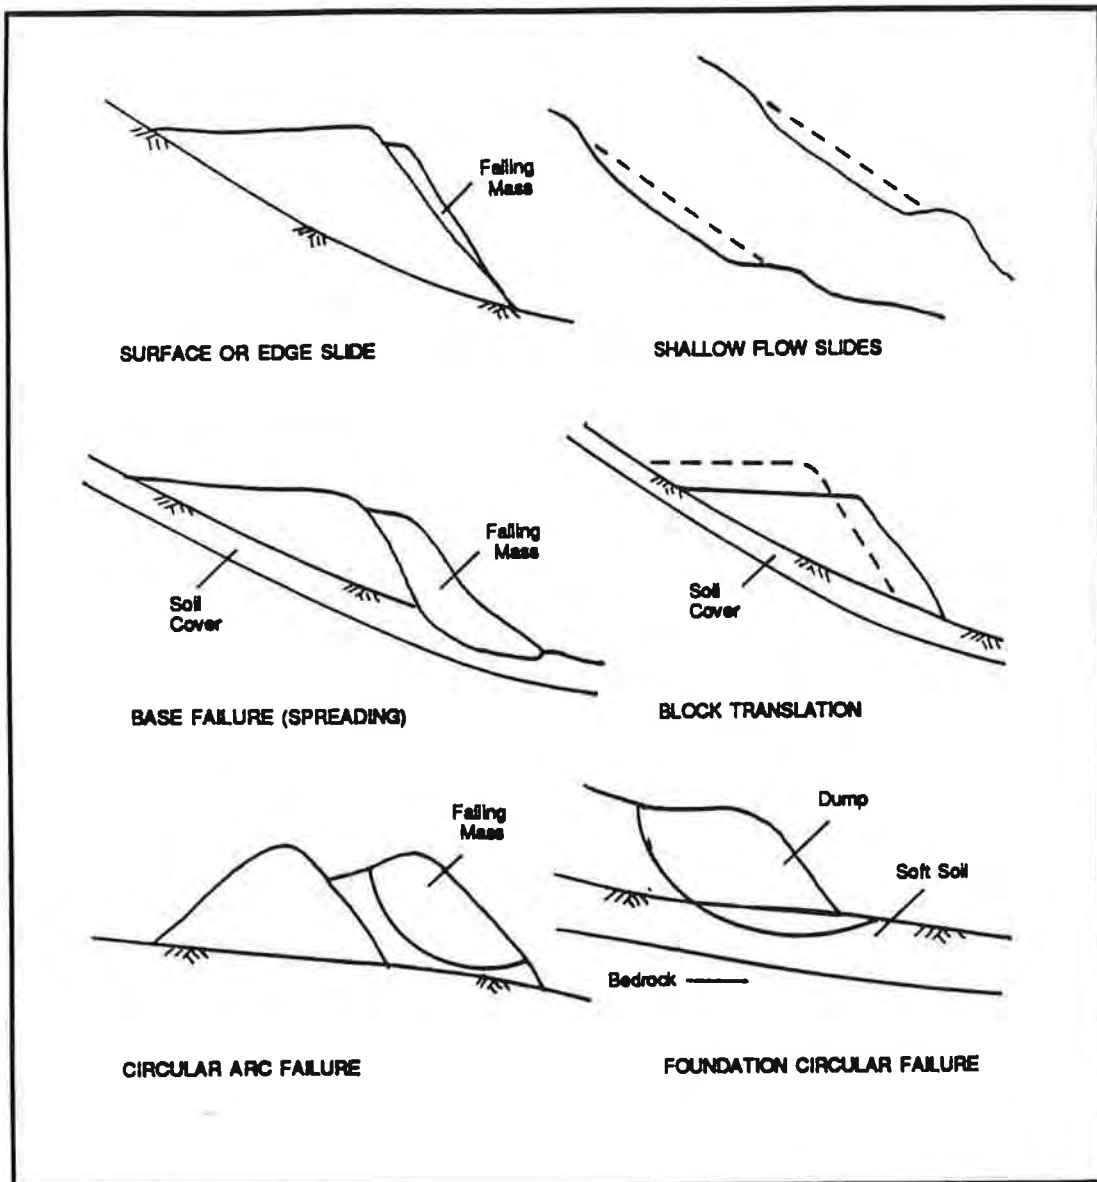 Failing
Mass
SURFACE OR EDGE SLIDE
SHALLOW FLOW SLIDES
Failing
Mass
Soil
Cover
BASE FAILURE (SPREADING)
Soil
Cover
BLOCK TRANSLATION
Failing
Mass
CIRCULAR ARC FAILURE
Dump
Soft Soil
Bedrock
FOUNDATION CIRCULAR FAILURE